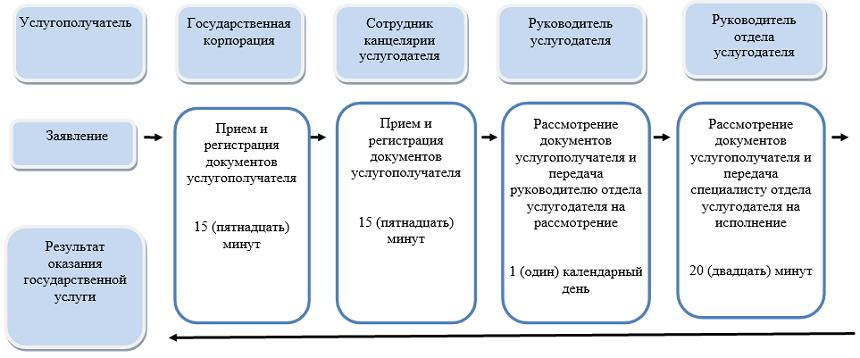 Услугополучатель
Государственная
корпорация
Сотрудник
канцелярии
услугодателя
Руководитель
услугодателя
Руководитель
отдела
услугодателя
Заявление
Прием и
регистрация
документов
услугополучателя
15 (пятнадцать)
минут
Прием и
регистрация
документов
услугополучателя
15 (пятнадцать)
минут
Рассмотрение
документов
услугополучателя и
передача
руководителю отдела
услугодателя на
рассмотрение
1 (один) календарный
день
Рассмотрение
документов
услугополучателя и
передача
специалисту отдела
услугодателя на
исполнение
20 (двадцать) минут
Результат
оказания
государственной
услуги